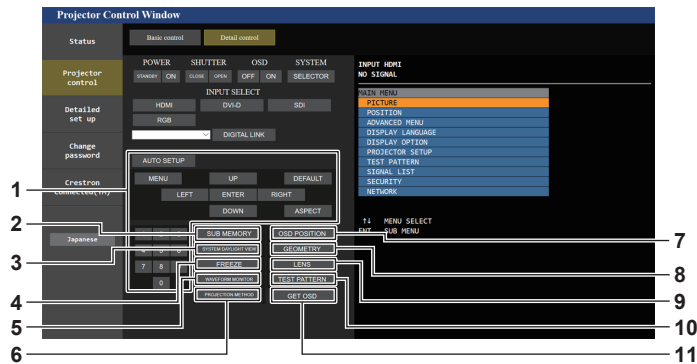 Projector Control Window
Status
Basic control
Detail control
POWER SHUTTER OSD SYSTEM
STANDBY ON CLOSE OPEN OFF ON SELECTOR
INPUT SELECT
HDMI DVI-D SDI
RGB
DIGITAL LINK
Projector
control
Detailed
set up
Change
password
Crestron
Connected(TM)
Japanese
AUTO SETUP
MENU UP DEFAULT
LEFT ENTER RIGHT
DOWN ASPECT
SUB MEMORY OSD POSITION
SYSTEM DAYLIGHT VIEW GEOMETRY
FREEZE LENS
7 8
WAVEFORM MONITOR TEST PATTERN
0
PROJECTION METHOD GET OSD
INPUT HDMI
NO SIGNAL
MAIN MENU
PICTURE
POSITION
ADVANCED MENU
DISPLAY LANGUAGE
DISPLAY OPTION
PROJECTOR SETUP
TEST PATTERN
SIGNAL LIST
SECURITY
NETWORK
↑↓ MENU SELECT
ENT SUB MENU
1
2
3
4
5
6
7
8
9
10
11